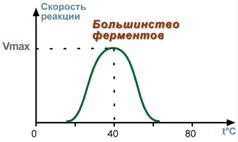 Скорость
реакции
Большинство
ферментов
Vmax
0
40
80
t°C